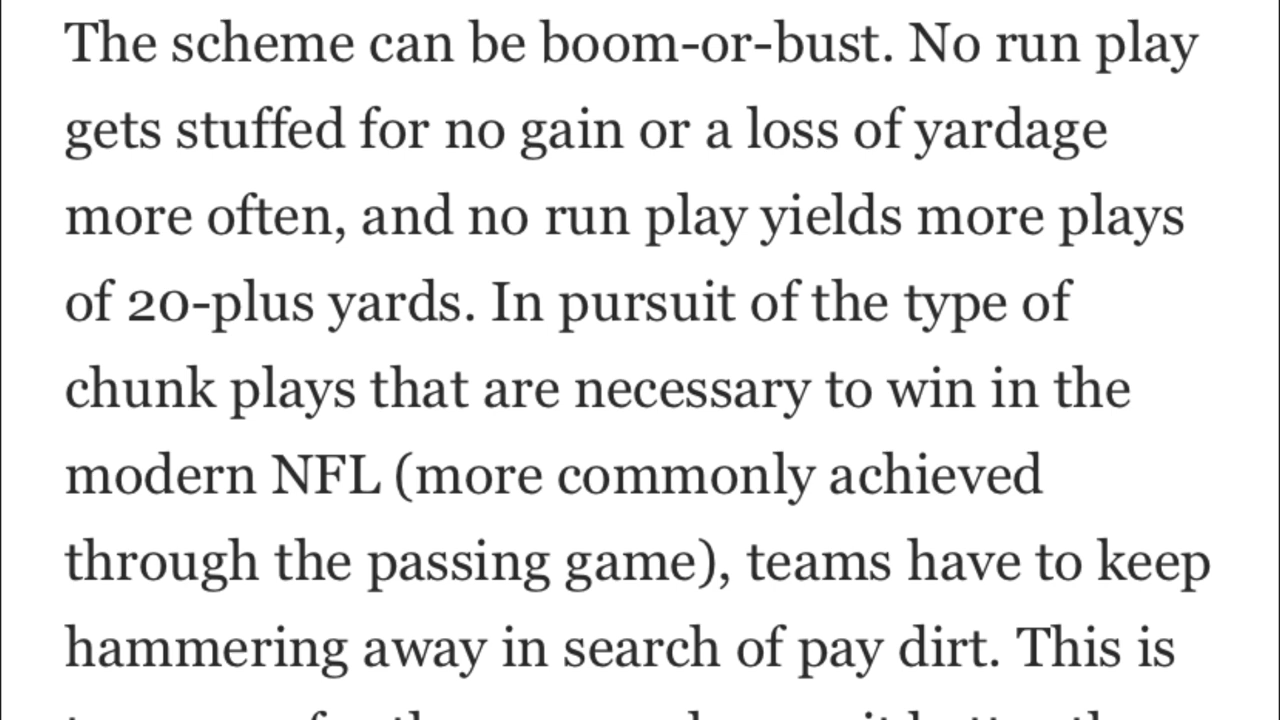 The scheme can be boom-or-bust. No run play
gets stuffed for no gain or a loss of yardage
more often, and no run play yields more plays
of 20-plus yards. In pursuit of the type of
chunk plays that are necessary to win in the
modern NFL (more commonly achieved
through the passing game), teams have to keep
hammering away in search of pay dirt. This is